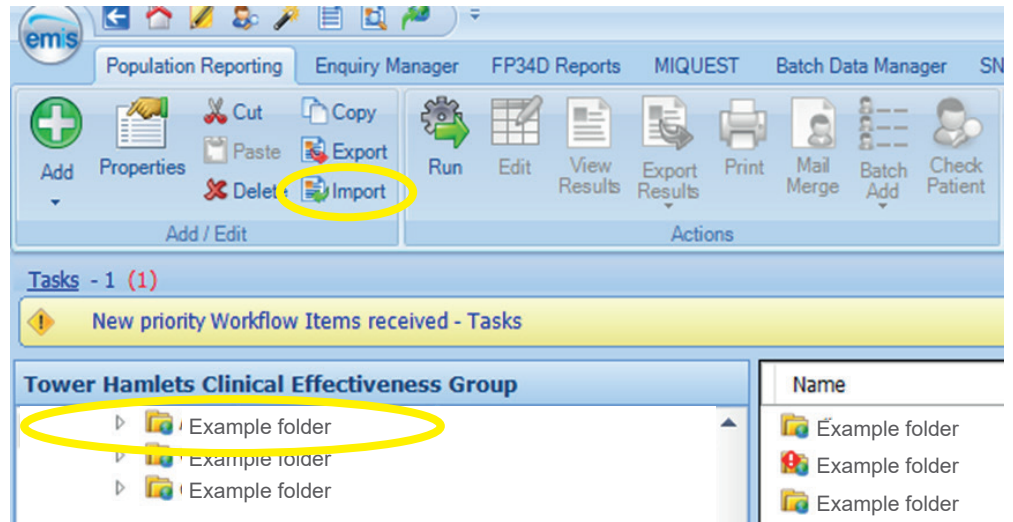 emis
Population Reporting Enquiry Manager FP34D Reports MIQUEST Batch Data Manager SN
Add
Properties
Cut
Paste
Delete
Copy
Export
Import
Add / Edit
Run
Edit
View
Results
Export
Results
Print
Mail
Merge
Batch
Add
Check
Patient
Actions
Tasks - 1 (1)
New priority Workflow Items received - Tasks
Tower Hamlets Clinical Effectiveness Group
Example folder
Example folder
Example folder
Name
Example folder
Example folder
Example folder